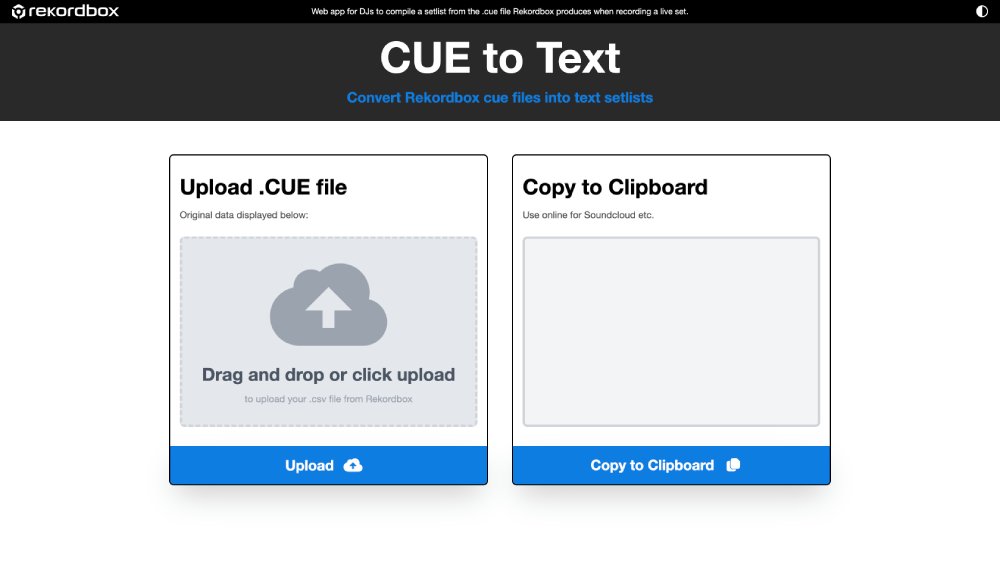 rekordbox
Web app for DJs to compile a setlist from the .cue file Rekordbox produces when recording a live set.
CUE to Text
Convert Rekordbox cue files into text setlists
Upload .CUE file
Original data displayed below:
Drag and drop or click upload
to upload your .csv file from Rekordbox
Upload
Copy to Clipboard
Use online for Soundcloud etc.
Copy to Clipboard